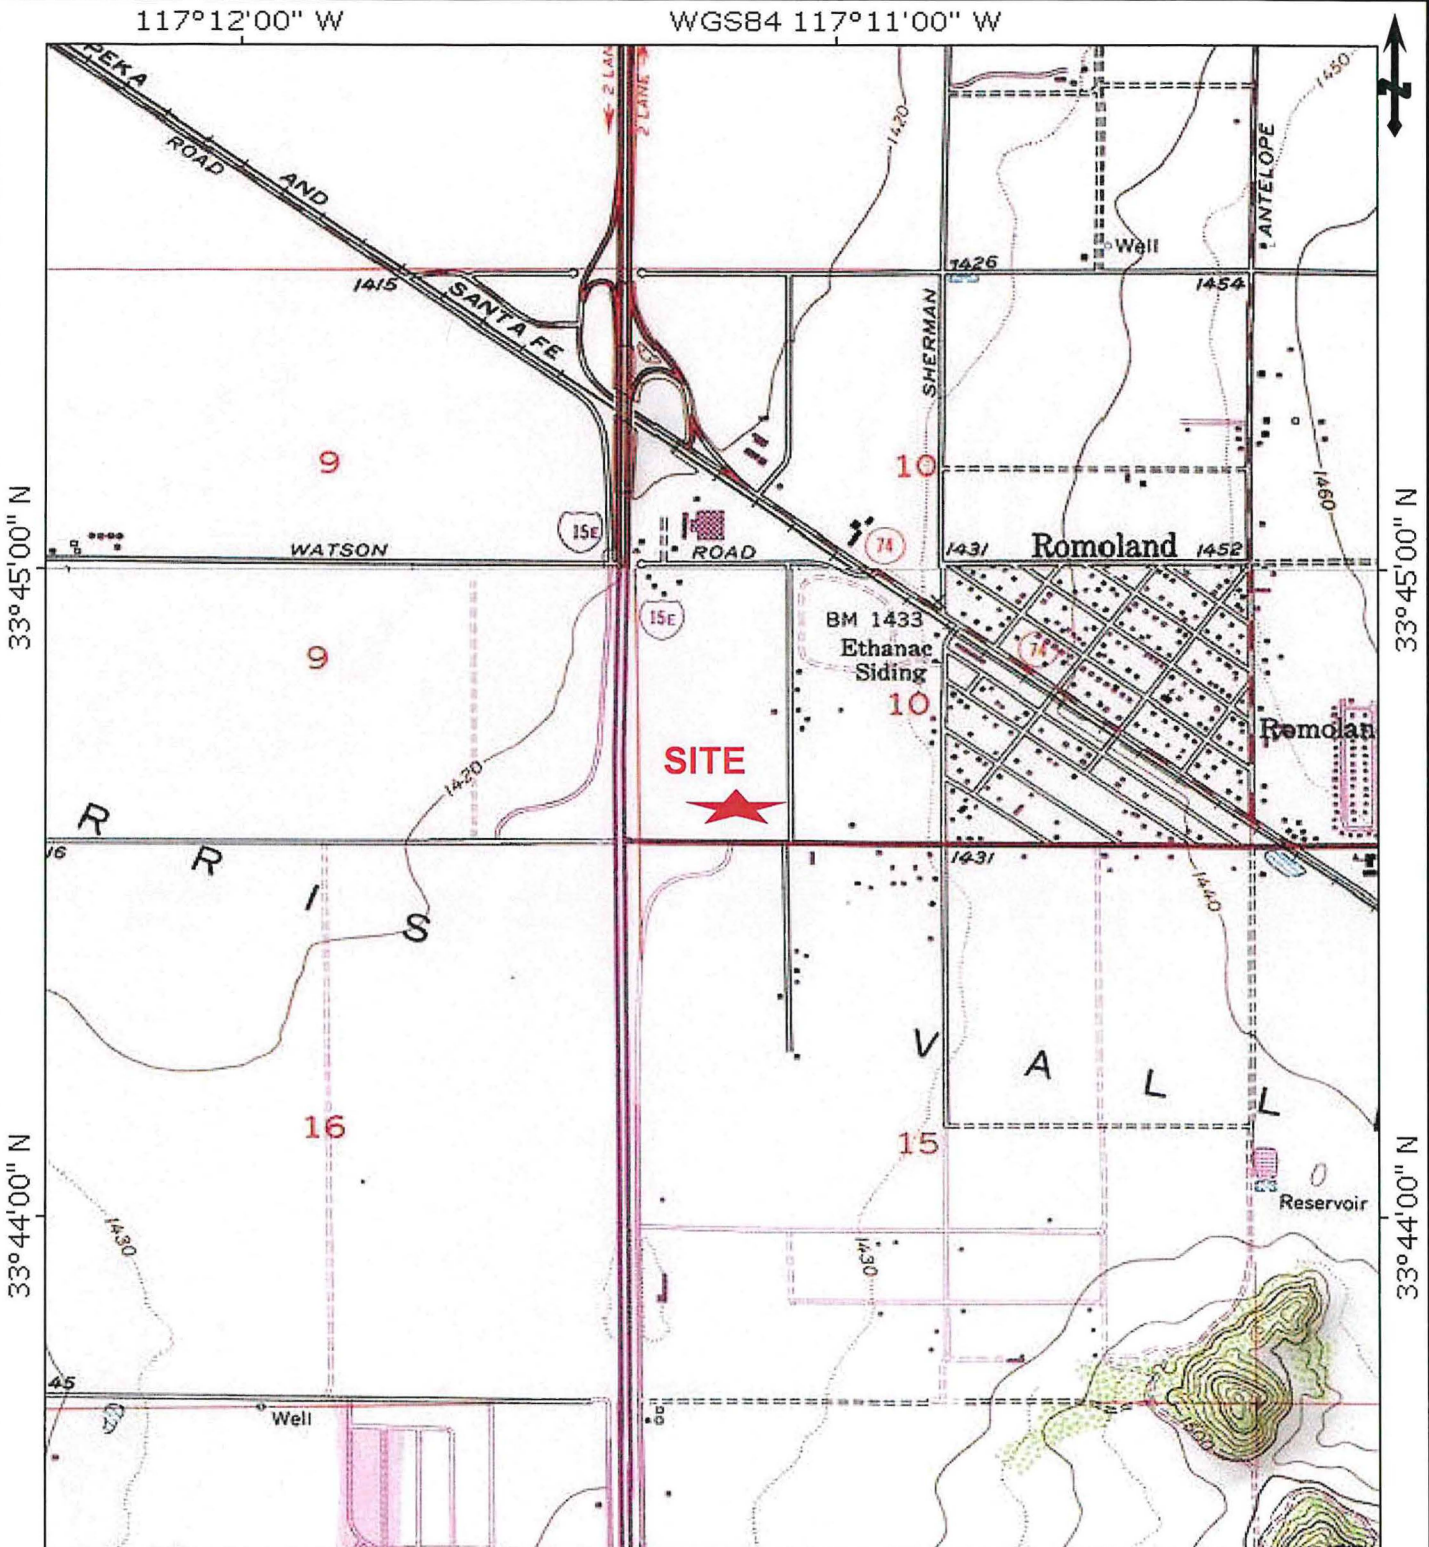 117°12'00" W WGS84 117°11'00" W
PEKA
ROAD
AND
2 LAN
2 LANE
1420
1450
ANTELOPE
Well
1426
1415
SANTA FE
1454
SHERMAN
9
10
1460
33°45'00" N
33°45'00" N
15E
WATSON
ROAD
74
1431
Romoland
1452
15E
BM 1433
Ethanac
Siding
74
9
10
Romolan
SITE
1420
R
R
I
S
16
1431
1440
V
A
L
L
16
15
Reservoir
33°44'00" N
33°44'00" N
1430
1430
45
Well
1500